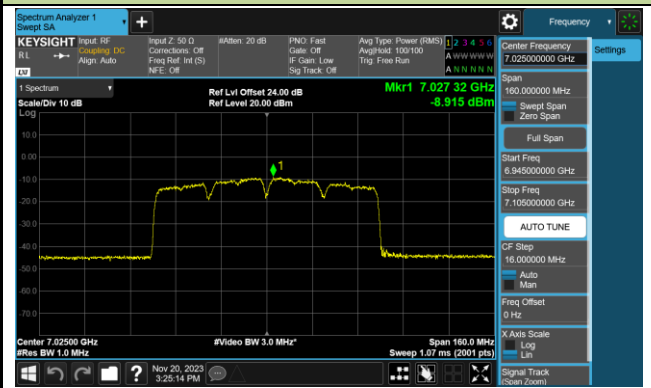 Spectrum Analyzer 1
Swept SA
+
Frequency
KEYSIGHT
RL
LXI
Input: RF
Coupling: DC
Align: Auto
Input Z: 50 Ω
Corrections: Off
Freq Ref: Int (S)
NFE: Off
#Atten: 20 dB
PNO: Fast
Gate: Off
IF Gain: Low
Sig Track: Off
Avg Type: Power (RMS)
Avg|Hold: 100/100
Trig: Free Run
1 2 3 4 5 6
A W W W W W
A N N N N N
1 Spectrum
Scale/Div 10 dB
Log
Ref Lvl Offset 24.00 dB
Ref Level 20.00 dBm
Mkr1 7.027 32 GHz
-8.915 dBm
10.0
0.00
-10.0
-20.0
-30.0
-40.0
-50.0
-60.0
-70.0
1
Center 7.02500 GHz
#Res BW 1.0 MHz
#Video BW 3.0 MHz*
Span 160.0 MHz
Sweep 1.07 ms (2001 pts)
?
Nov 20, 2023
3:25:14 PM
Center Frequency
7.025000000 GHz
Settings
Span
160.000000 MHz
Swept Span
Zero Span
Full Span
Start Freq
6.945000000 GHz
Stop Freq
7.105000000 GHz
AUTO TUNE
CF Step
16.000000 MHz
Auto
Man
Freq Offset
0 Hz
X Axis Scale
Log
Lin
Signal Track
(Span Zoom)